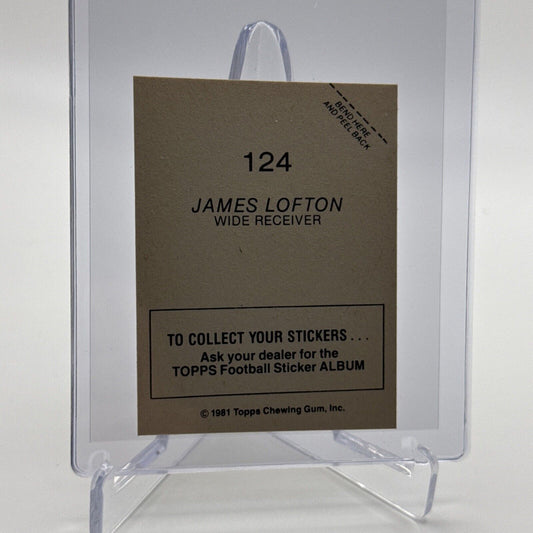 BEND HERE
AND PEEL BACK
124
JAMES LOFTON
WIDE RECEIVER
TO COLLECT YOUR STICKERS . . .
Ask your dealer for the
TOPPS Football Sticker ALBUM
© 1981 Topps Chewing Gum, Inc.